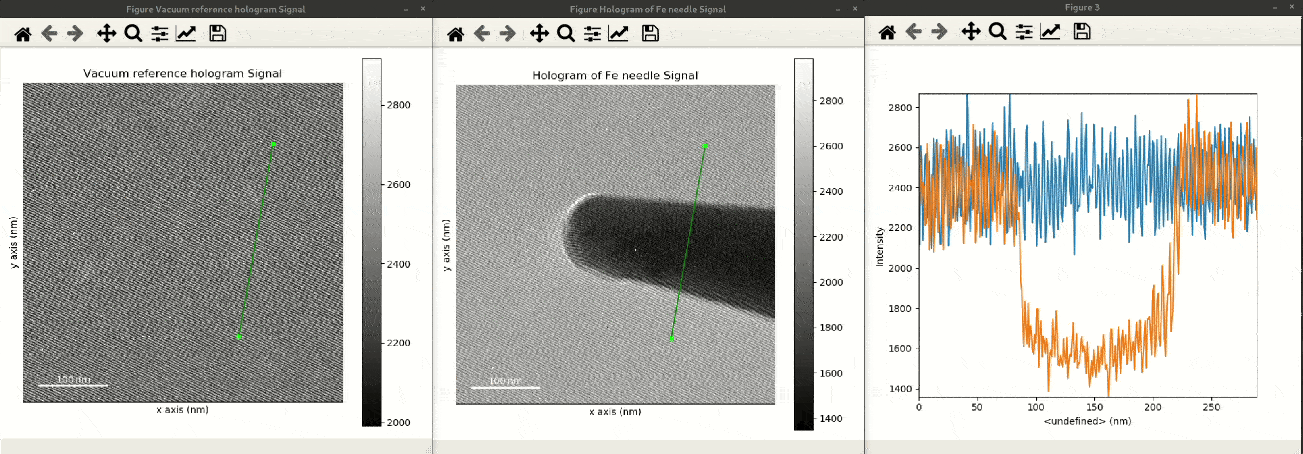 Figure Vacuum reference hologram Signal
Vacuum reference hologram Signal
2800
2600
2400
2200
2000
y axis (nm)
100 nm
x axis (nm)
Figure Hologram of Fe needle Signal
Hologram of Fe needle Signal
2800
2600
2400
2200
2000
1800
1600
1400
y axis (nm)
100 nm
x axis (nm)
Figure 3
2800
2600
2400
2200
2000
1800
1600
1400
Intensity
0 50 100 150 200 250
<undefined> (nm)